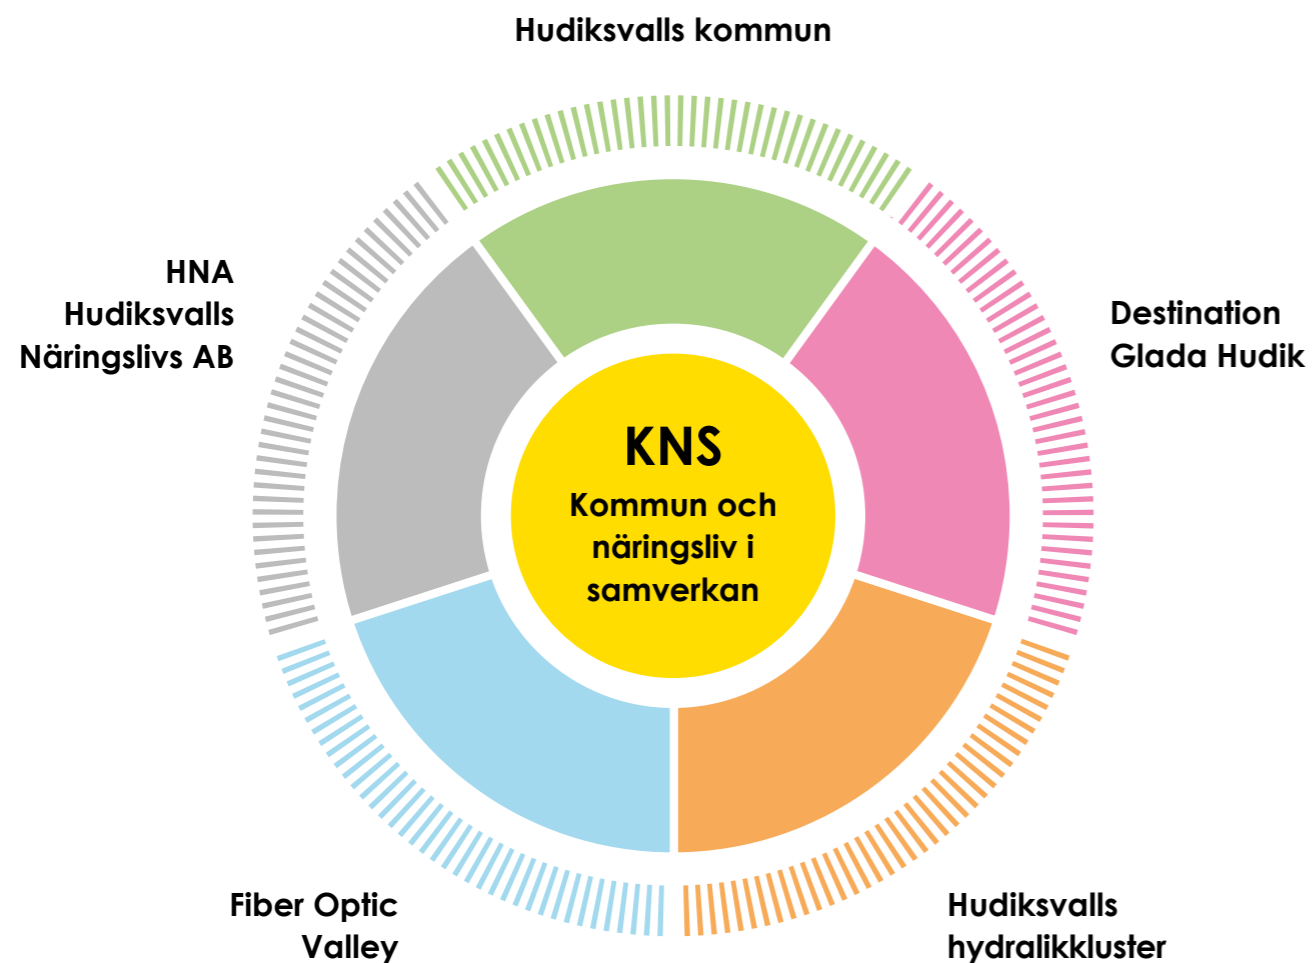 Hudiksvalls kommun
HNA
Hudiksvalls
Näringslivs AB
Destination
Glada Hudik
KNS
Kommun och
näringsliv i
samverkan
Fiber Optic
Valley
Hudiksvalls
hydralikkluster